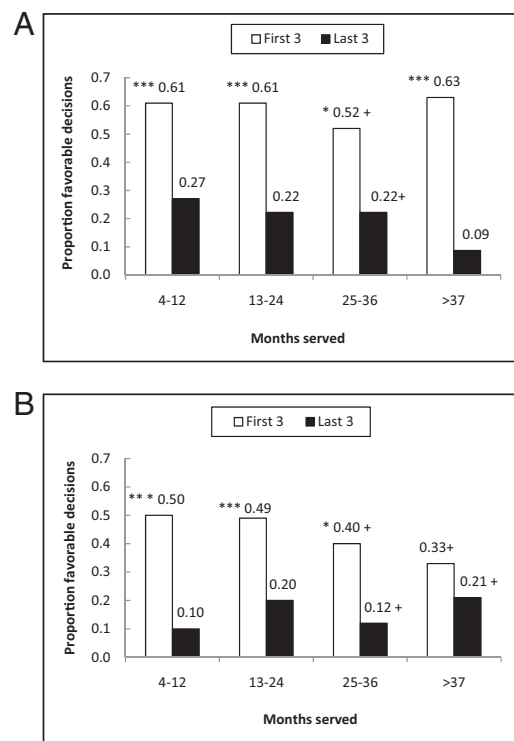 A
First 3 Last 3
Proportion favorable decisions
0.7
0.6
0.5
0.4
0.3
0.2
0.1
0.0
*** 0.61
0.27
*** 0.61
0.22
* 0.52 +
0.22+
*** 0.63
0.09
4-12 13-24 25-36 >37
Months served
B
First 3 Last 3
Proportion favorable decisions
0.7
0.6
0.5
0.4
0.3
0.2
0.1
0.0
** * 0.50
0.10
*** 0.49
0.20
* 0.40 +
0.12 +
0.33+
0.21 +
4-12 13-24 25-36 >37
Months served